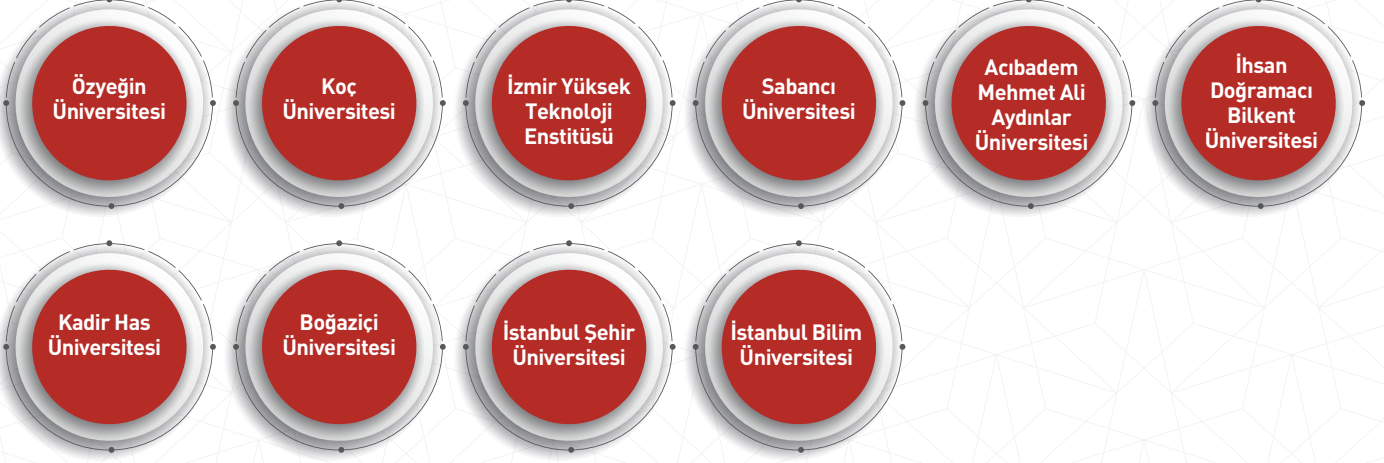 Özyeğin
Üniversitesi
Koç
Üniversitesi
İzmir Yüksek
Teknoloji
Enstitüsü
Sabancı
Üniversitesi
Acıbadem
Mehmet Ali
Aydınlar
Üniversitesi
İhsan
Doğramacı
Bilkent
Üniversitesi
Kadir Has
Üniversitesi
Boğaziçi
Üniversitesi
İstanbul Şehir
Üniversitesi
İstanbul Bilim
Üniversitesi